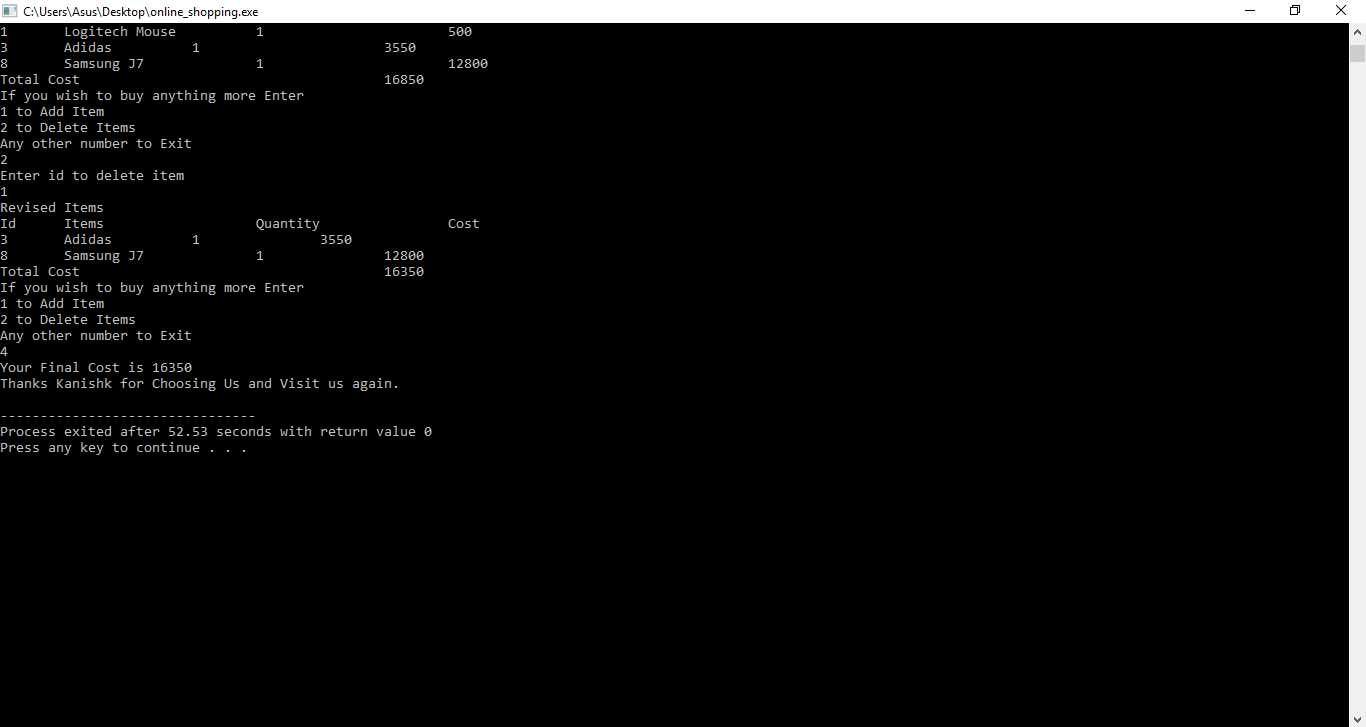 C:\Users\Asus\Desktop\online_shopping.exe
1 Logitech Mouse 1 500
3 Adidas 1 3550
8 Samsung J7 1 12800
Total Cost 16850
If you wish to buy anything more Enter
1 to Add Item
2 to Delete Items
Any other number to Exit
2
Enter id to delete item
1
Revised Items
Id Items Quantity Cost
3 Adidas 1 3550
8 Samsung J7 1 12800
Total Cost 16350
If you wish to buy anything more Enter
1 to Add Item
2 to Delete Items
Any other number to Exit
4
Your Final Cost is 16350
Thanks Kanishk for Choosing Us and Visit us again.
--------------------------------
Process exited after 52.53 seconds with return value 0
Press any key to continue . . .